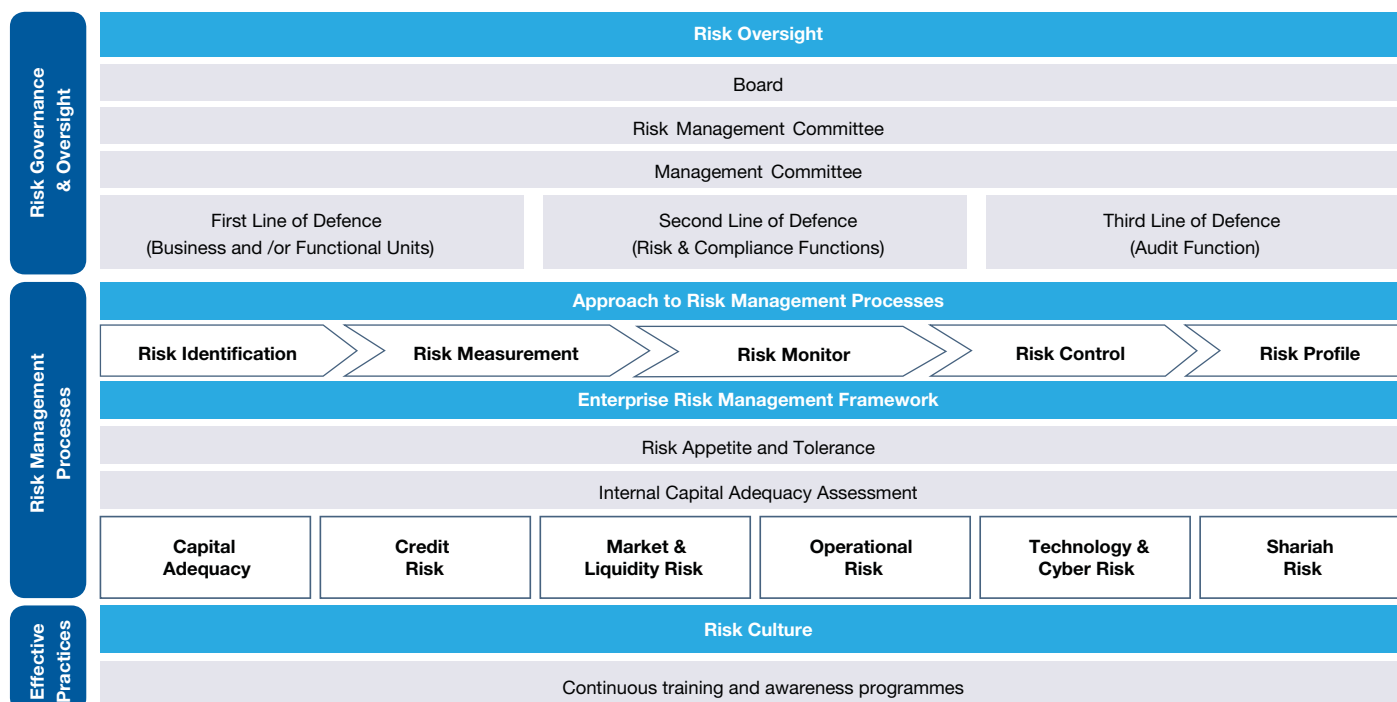 Risk Governance
& Oversight
Risk Oversight
Board
Risk Management Committee
Management Committee
First Line of Defence
(Business and /or Functional Units)
Second Line of Defence
(Risk & Compliance Functions)
Third Line of Defence
(Audit Function)
Risk Management
Processes
Approach to Risk Management Processes
Risk Identification
Risk Measurement
Risk Monitor
Risk Control
Risk Profile
Enterprise Risk Management Framework
Risk Appetite and Tolerance
Internal Capital Adequacy Assessment
Capital
Adequacy
Credit
Risk
Market &
Liquidity Risk
Operational
Risk
Technology &
Cyber Risk
Shariah
Risk
Effective
Practices
Risk Culture
Continuous training and awareness programmes